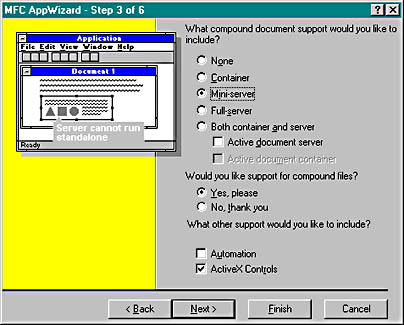 MFC AppWizard - Step 3 of 6
Application
File Edit View Window Help
Document 1
Server cannot run
standalone
Ready
What compound document support would you like to
include?
None
Container
Mini-server
Full-server
Both container and server
Active document server
Active document container
Would you like support for compound files?
Yes, please
No, thank you
What other support would you like to include?
Automation
ActiveX Controls
< Back
Next >
Finish
Cancel